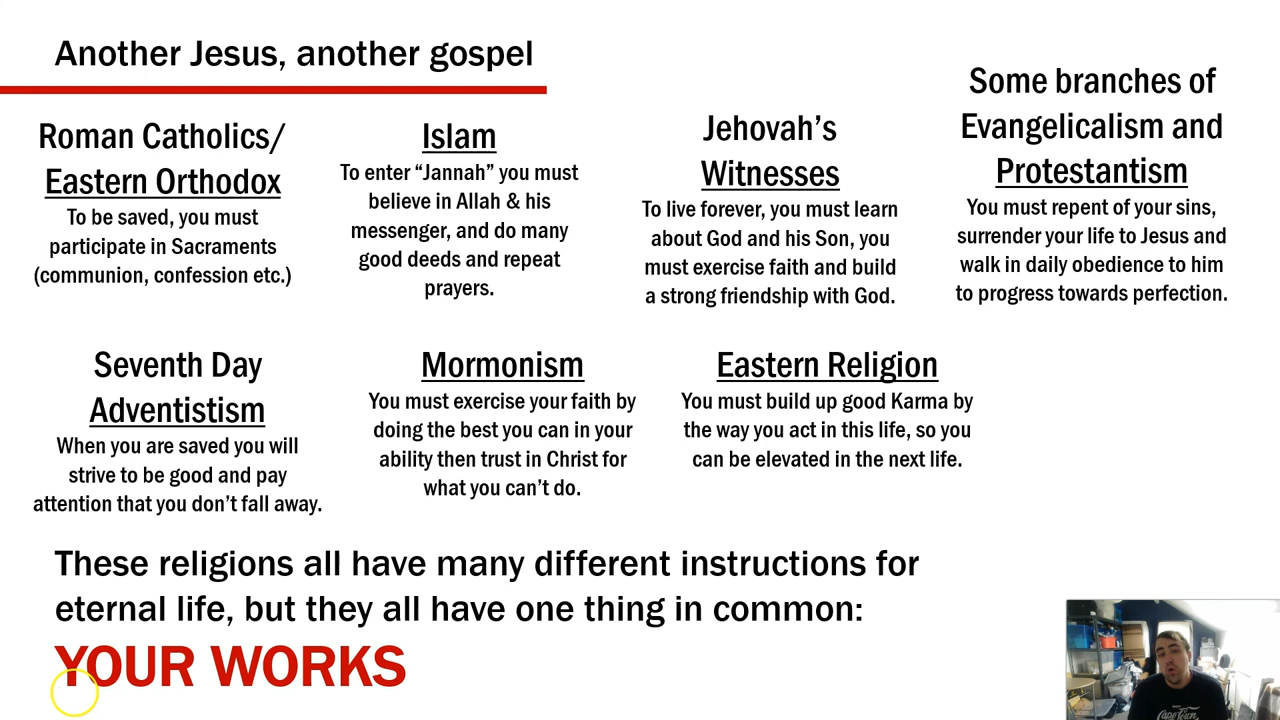 Another Jesus, another gospel
Roman Catholics/
Eastern Orthodox
To be saved, you must
participate in Sacraments
(communion, confession etc.)
Islam
To enter “Jannah” you must
believe in Allah & his
messenger, and do many
good deeds and repeat
prayers.
Jehovah’s
Witnesses
To live forever, you must learn
about God and his Son, you
must exercise faith and build
a strong friendship with God.
Some branches of
Evangelicalism and
Protestantism
You must repent of your sins,
surrender your life to Jesus and
walk in daily obedience to him
to progress towards perfection.
Seventh Day
Adventistism
When you are saved you will
strive to be good and pay
attention that you don’t fall away.
Mormonism
You must exercise your faith by
doing the best you can in your
ability then trust in Christ for
what you can’t do.
Eastern Religion
You must build up good Karma by
the way you act in this life, so you
can be elevated in the next life.
These religions all have many different instructions for
eternal life, but they all have one thing in common:
YOUR WORKS